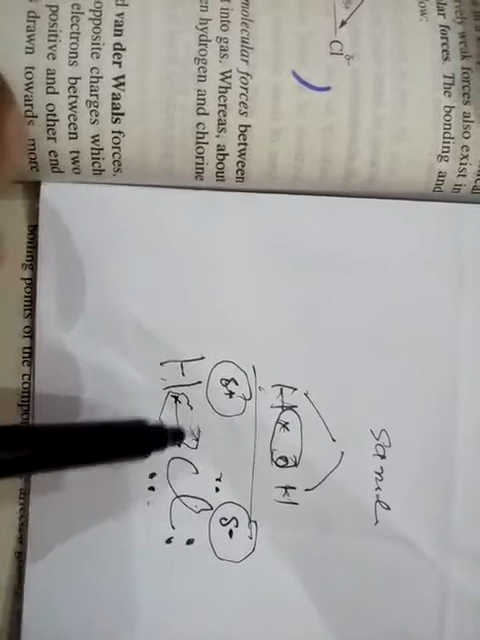 rely weak forces also exist in
lar forces. The bonding and
low:
Cl δ-
molecular forces between
t into gas. Whereas, about
en hydrogen and chlorine
d van der Waals forces.
opposite charges which
electrons between two
positive and other end
drawn towards more
boiling points of the compou
same
H x o H
δ+ δ-
H Cl